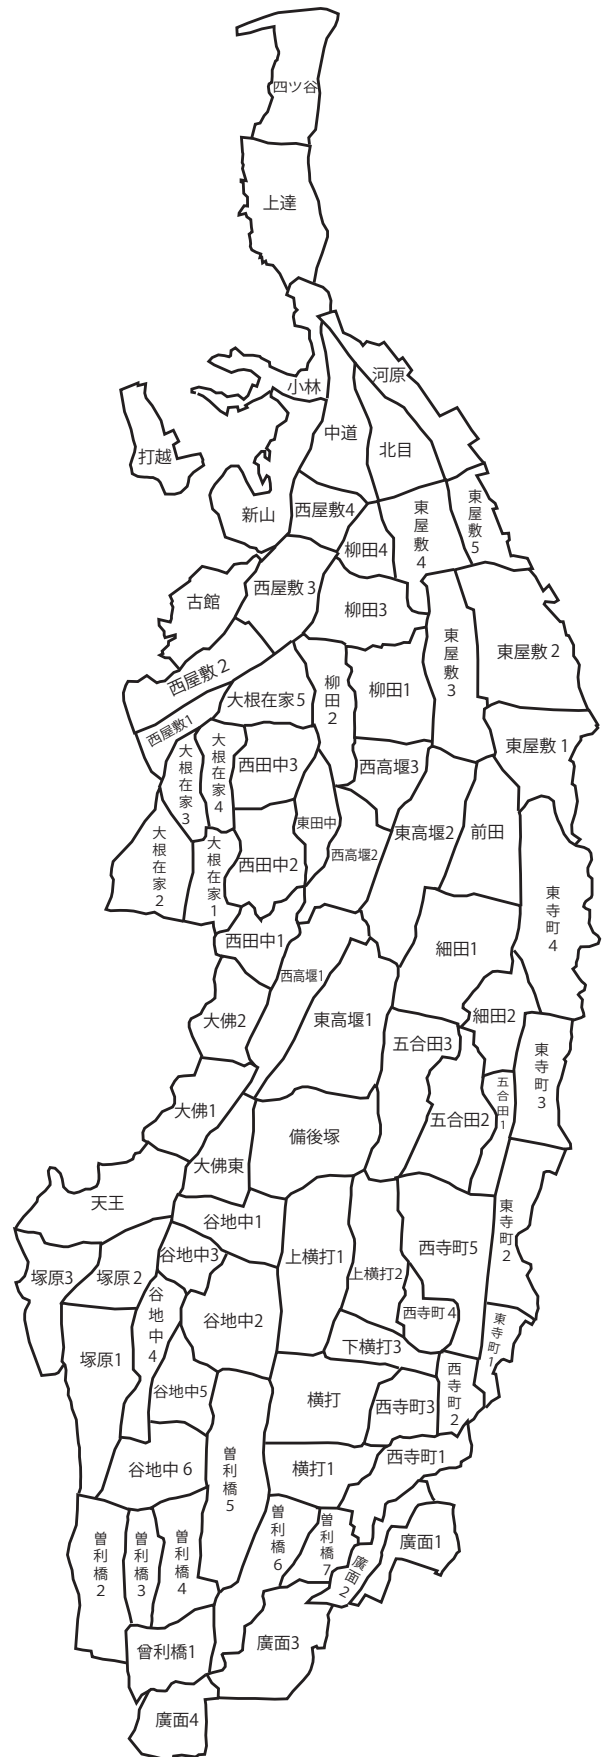 四ツ谷
上達
小林
河原
中道
北目
打越
新山
西屋敷4
東屋敷4
東屋敷5
柳田4
古館
西屋敷3
柳田3
東屋敷3
東屋敷2
西屋敷2
大根在家5
柳田2
柳田1
西屋敷1
大根在家3
大根在家4
西田中3
西高堰3
東屋敷1
東田中
東高堰2
前田
大根在家2
大根在家1
西田中2
西高堰2
東寺町4
西田中1
細田1
西高堰1
大佛2
東高堰1
細田2
五合田3
東寺町3
大佛1
五合田2
五合田1
備後塚
大佛東
天王
谷地中1
東寺町2
塚原3
塚原2
谷地中3
上横打1
上横打2
西寺町5
谷地中4
谷地中2
西寺町4
東寺町1
塚原1
下横打3
谷地中5
横打
西寺町3
西寺町2
谷地中6
曽利橋5
横打1
西寺町1
曽利橋2
曽利橋3
曽利橋4
曽利橋6
曽利橋7
廣面2
廣面1
曾利橋1
廣面3
廣面4